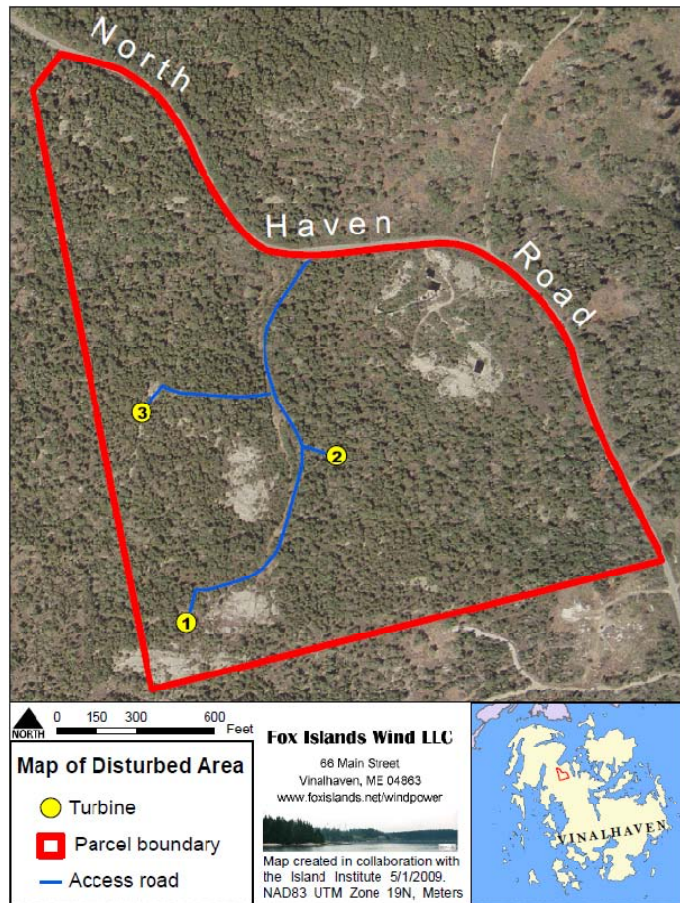 North
Haven
Road
3
2
1
NORTH
0 150 300 600
Feet
Map of Disturbed Area
Turbine
Parcel boundary
Access road
Fox Islands Wind LLC
66 Main Street
Vinalhaven, ME 04863
www.foxislands.net/windpower
Map created in collaboration with
the Island Institute 5/1/2009.
NAD83 UTM Zone 19N, Meters
VINALHAVEN